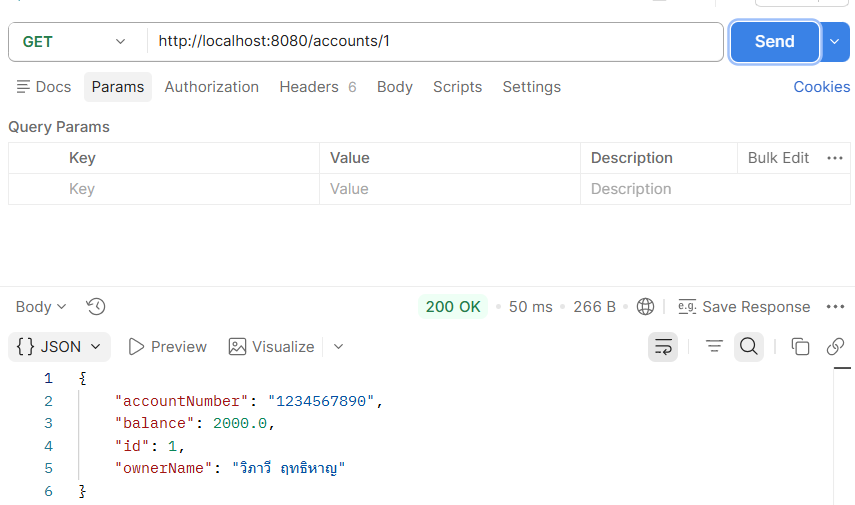 GET http://localhost:8080/accounts/1 Send
Docs Params Authorization Headers 6 Body Scripts Settings Cookies
Query Params
Key Value Description Bulk Edit
Key Value Description
Body 200 OK 50 ms 266 B e.g. Save Response
{} JSON Preview Visualize
1 {
2 "accountNumber": "1234567890",
3 "balance": 2000.0,
4 "id": 1,
5 "ownerName": "วิภาวี ฤทธิหาญ"
6 }